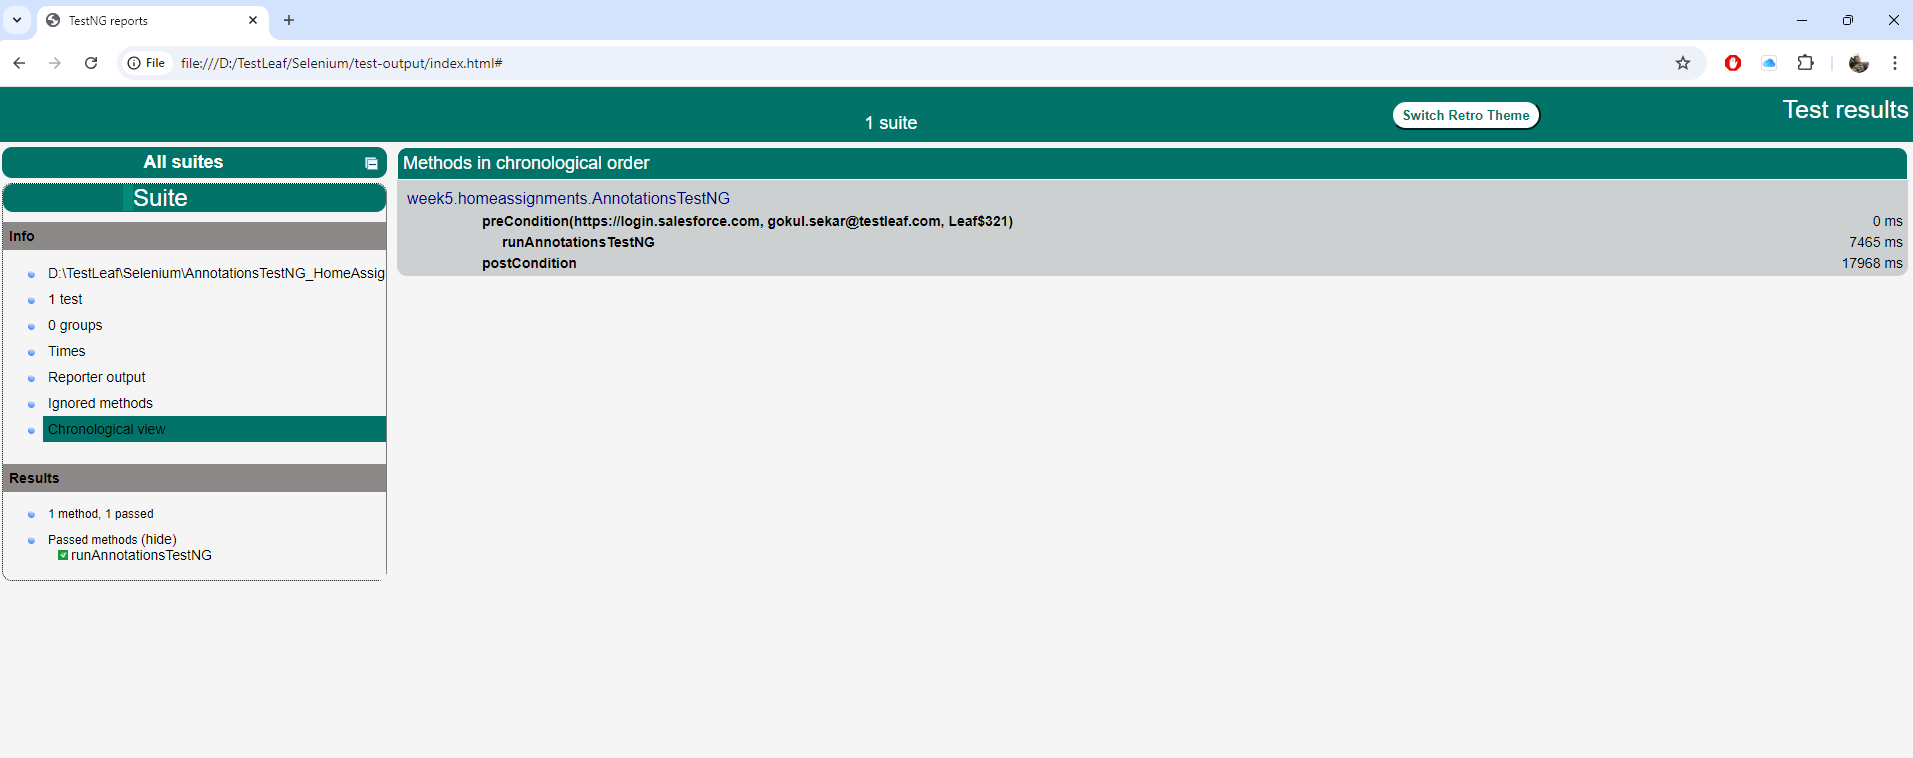 TestNG reports
File
file:///D:/TestLeaf/Selenium/test-output/index.html#
1 suite
Switch Retro Theme
Test results
All suites
Suite
Info
D:\TestLeaf\Selenium\AnnotationsTestNG_HomeAssig
1 test
0 groups
Times
Reporter output
Ignored methods
Chronological view
Results
1 method, 1 passed
Passed methods (hide)
runAnnotationsTestNG
Methods in chronological order
week5.homeassignments.AnnotationsTestNG
preCondition(https://login.salesforce.com, gokul.sekar@testleaf.com, Leaf$321) 0 ms
runAnnotationsTestNG 7465 ms
postCondition 17968 ms